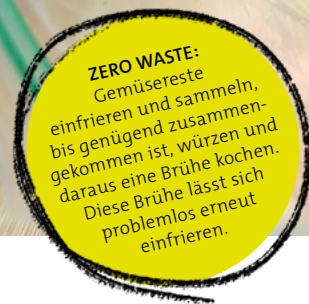 ZERO WASTE:
Gemüsereste
einfrieren und sammeln,
bis genügend zusammen-
gekommen ist, würzen und
daraus eine Brühe kochen.
Diese Brühe lässt sich
problemlos erneut
einfrieren.